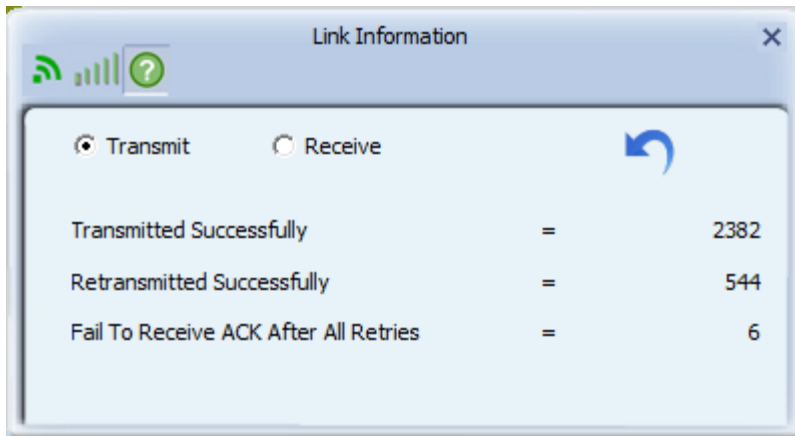 Link Information
Transmit Receive
Transmitted Successfully = 2382
Retransmitted Successfully = 544
Fail To Receive ACK After All Retries = 6